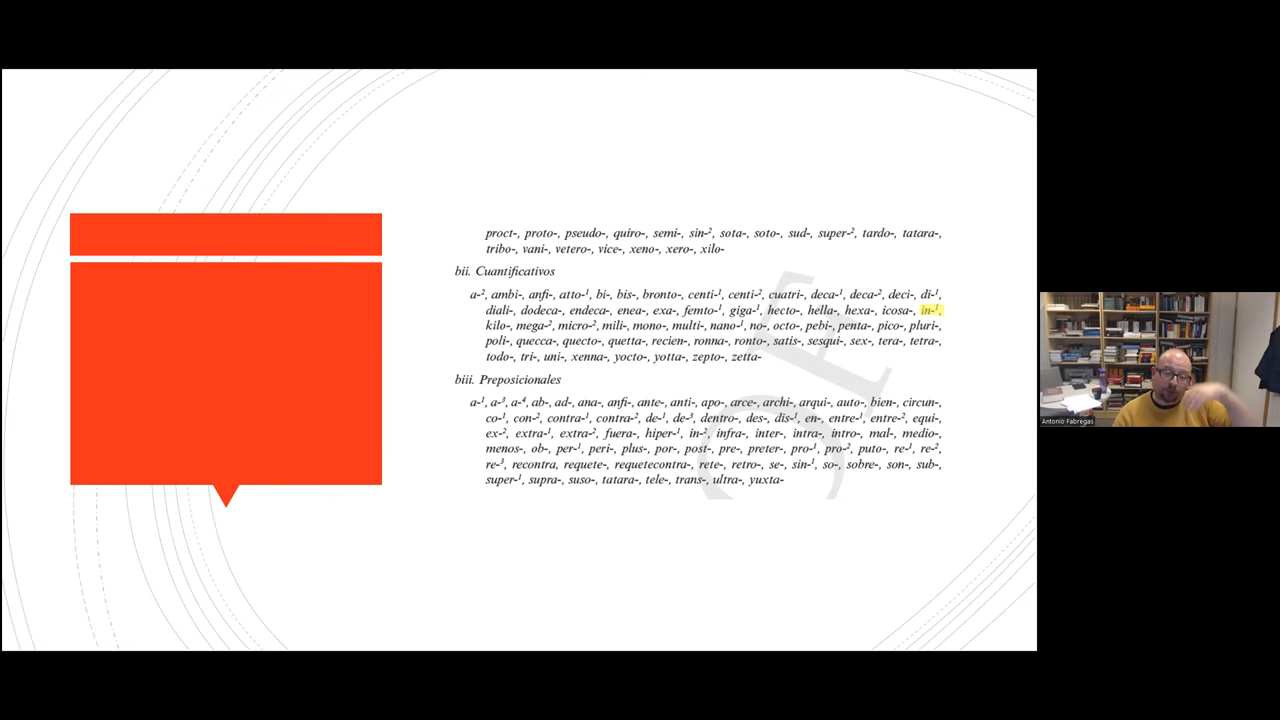 proct-, proto-, pseudo-, quiro-, semi-, sin-², sota-, soto-, sud-, super-², tardo-, tatara-,
tribo-, vani-, vetero-, vice-, xeno-, xero-, xilo-
bii. Cuantificativos
a-², ambi-, anfi-, atto-¹, bi-, bis-, bronto-, centi-¹, centi-², cuatri-, deca-¹, deca-², deci-, di-¹,
diali-, dodeca-, endeca-, enea-, exa-, femto-¹, giga-¹, hecto-, hella-, hexa-, icosa-, in-¹,
kilo-, mega-², micro-², mili-, mono-, multi-, nano-¹, no-, octo-, pebi-, penta-, pico-, pluri-,
poli-, quecca-, quecto-, quetta-, recien-, ronna-, ronto-, satis-, sesqui-, sex-, tera-, tetra-,
todo-, tri-, uni-, xenna-, yocto-, yotta-, zepto-, zetta-
biii. Preposicionales
a-¹, a-³, a-⁴, ab-, ad-, ana-, anfi-, ante-, anti-, apo-, arce-, archi-, arqui-, auto-, bien-, circun-,
co-¹, con-², contra-¹, contra-², de-¹, de-³, dentro-, des-, dis-¹, en-, entre-¹, entre-², equi-
ex-², extra-¹, extra-², fuera-, hiper-¹, in-², infra-, inter-, intra-, intro-, mal-, medio-,
menos-, ob-, per-¹, peri-, plus-, por-, post-, pre-, preter-, pro-¹, pro-², puto-, re-¹, re-²,
re-³, recontra, requete-, requetecontra-, rete-, retro-, se-, sin-¹, so-, sobre-, son-, sub-,
super-¹, supra-, suso-, tatara-, tele-, trans-, ultra-, yuxta-
Antonio Fabregas